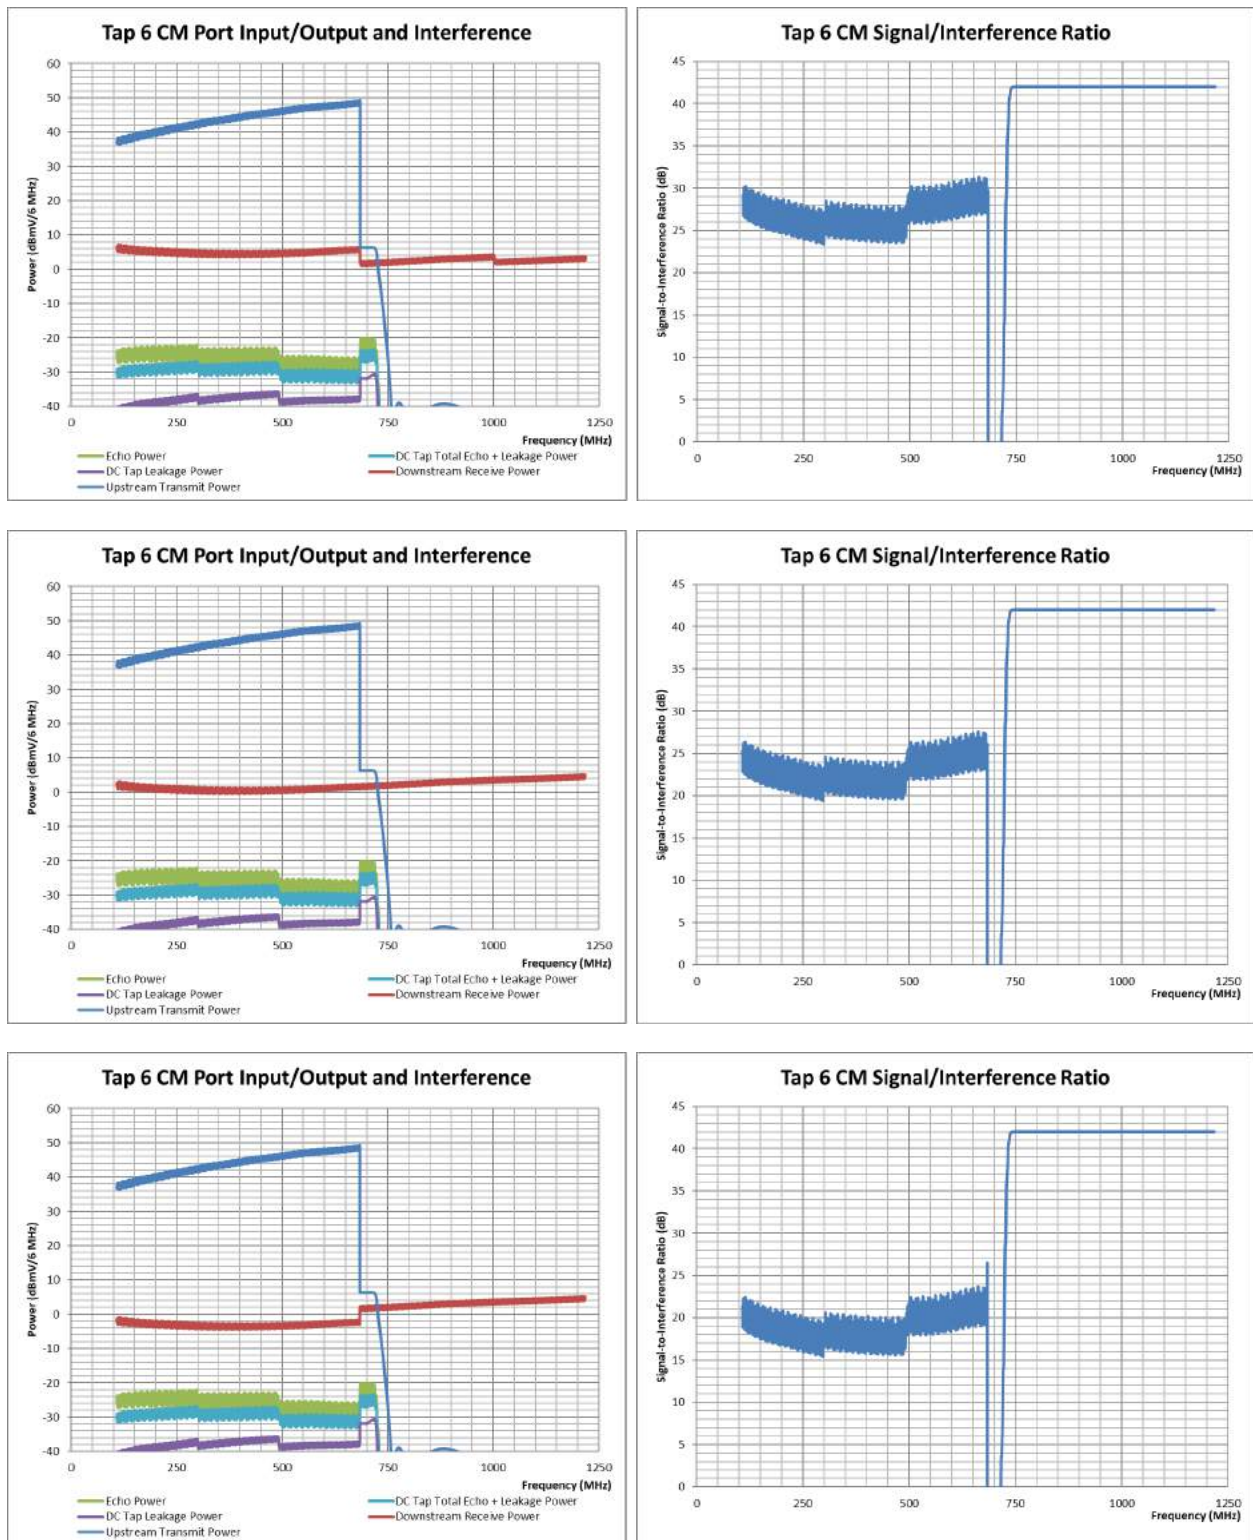 Tap 6 CM Port Input/Output and Interference
60
50
40
30
20
10
0
-10
-20
-30
-40
Power (dBmV/6 MHz)
0 250 500 750 1000 1250
Frequency (MHz)
Echo Power DC Tap Total Echo + Leakage Power
DC Tap Leakage Power Downstream Receive Power
Upstream Transmit Power
Tap 6 CM Signal/Interference Ratio
45
40
35
30
25
20
15
10
5
0
Signal-to-Interference Ratio (dB)
0 250 500 750 1000 1250
Frequency (MHz)
Tap 6 CM Port Input/Output and Interference
60
50
40
30
20
10
0
-10
-20
-30
-40
Power (dBmV/6 MHz)
0 250 500 750 1000 1250
Frequency (MHz)
Echo Power DC Tap Total Echo + Leakage Power
DC Tap Leakage Power Downstream Receive Power
Upstream Transmit Power
Tap 6 CM Signal/Interference Ratio
45
40
35
30
25
20
15
10
5
0
Signal-to-Interference Ratio (dB)
0 250 500 750 1000 1250
Frequency (MHz)
Tap 6 CM Port Input/Output and Interference
60
50
40
30
20
10
0
-10
-20
-30
-40
Power (dBmV/6 MHz)
0 250 500 750 1000 1250
Frequency (MHz)
Echo Power DC Tap Total Echo + Leakage Power
DC Tap Leakage Power Downstream Receive Power
Upstream Transmit Power
Tap 6 CM Signal/Interference Ratio
45
40
35
30
25
20
15
10
5
0
Signal-to-Interference Ratio (dB)
0 250 500 750 1000 1250
Frequency (MHz)